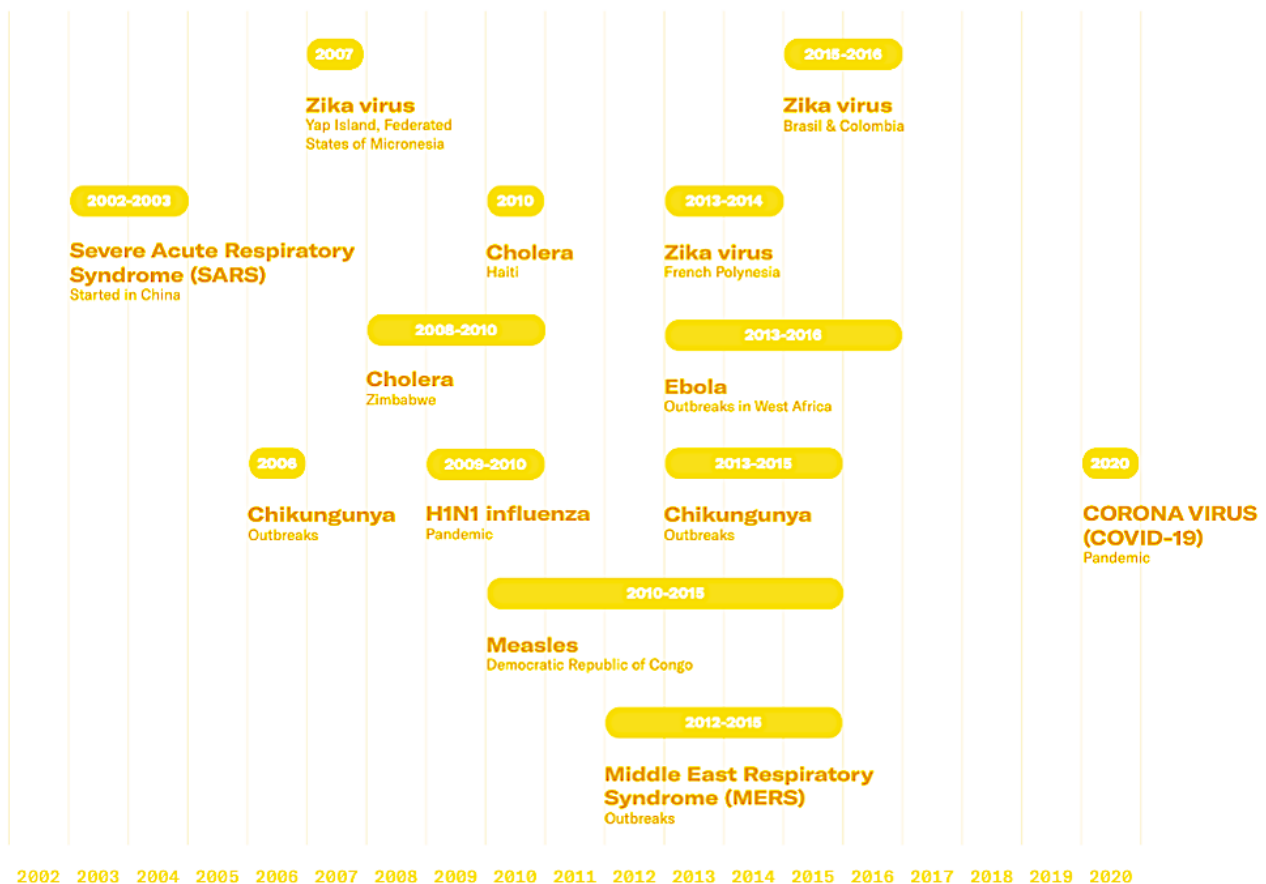 2007
Zika virus
Yap Island, Federated
States of Micronesia
2015-2016
Zika virus
Brasil & Colombia
2002-2003
Severe Acute Respiratory
Syndrome (SARS)
Started in China
2010
Cholera
Haiti
2013-2014
Zika virus
French Polynesia
2008-2010
Cholera
Zimbabwe
2013-2016
Ebola
Outbreaks in West Africa
2006
Chikungunya
Outbreaks
2009-2010
H1N1 influenza
Pandemic
2013-2015
Chikungunya
Outbreaks
2020
CORONA VIRUS
(COVID-19)
Pandemic
2010-2015
Measles
Democratic Republic of Congo
2012-2015
Middle East Respiratory
Syndrome (MERS)
Outbreaks
2002 2003 2004 2005 2006 2007 2008 2009 2010 2011 2012 2013 2014 2015 2016 2017 2018 2019 2020